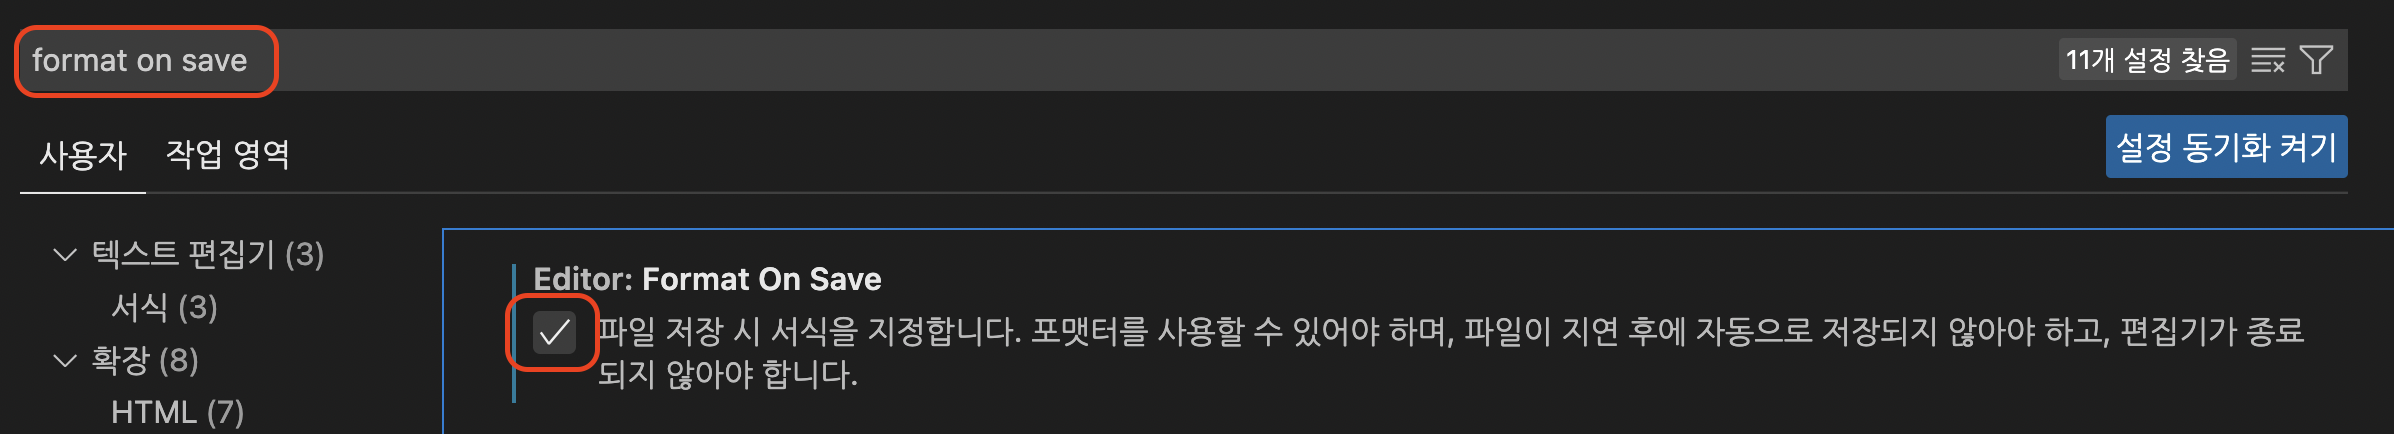 format on save
11개 설정 찾음
사용자 작업 영역
설정 동기화 켜기
텍스트 편집기 (3)
서식 (3)
확장 (8)
HTML (7)
Editor: Format On Save
파일 저장 시 서식을 지정합니다. 포맷터를 사용할 수 있어야 하며, 파일이 지연 후에 자동으로 저장되지 않아야 하고, 편집기가 종료
되지 않아야 합니다.